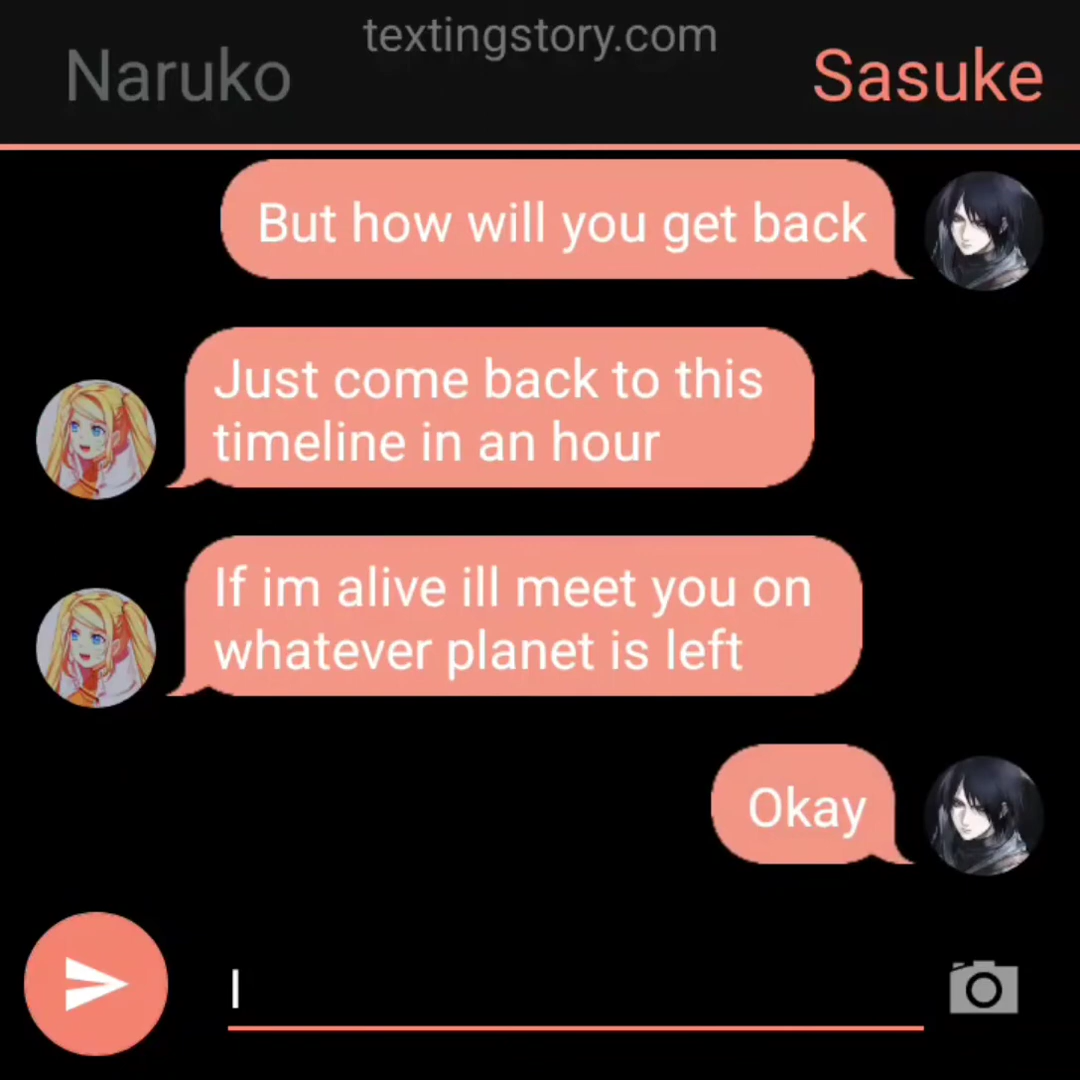 textingstory.com
Naruko
Sasuke
But how will you get back
Just come back to this
timeline in an hour
If im alive ill meet you on
whatever planet is left
Okay